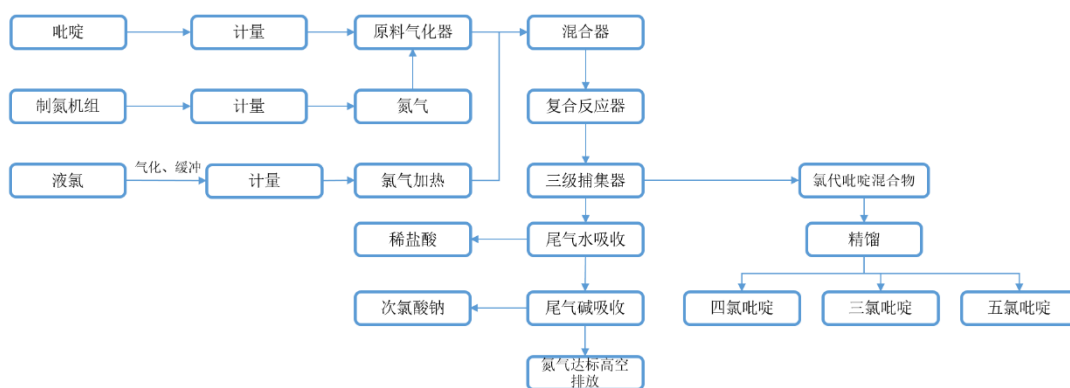 吡啶
计量
原料气化器
混合器
制氮机组
计量
氮气
复合反应器
气化、缓冲
液氯
计量
氯气加热
三级捕集器
氯代吡啶混合物
稀盐酸
尾气水吸收
精馏
次氯酸钠
尾气碱吸收
四氯吡啶
三氯吡啶
五氯吡啶
氮气达标高空
排放